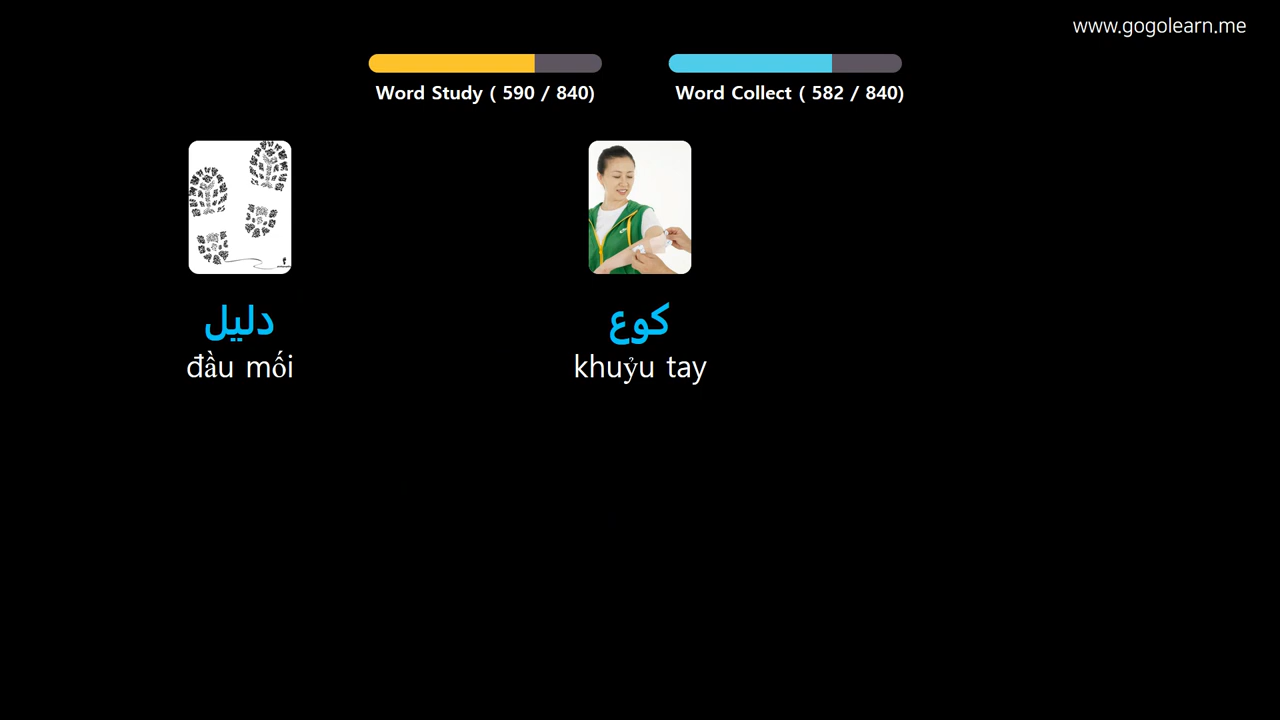 www.gogolearn.me
Word Study ( 590 / 840)
Word Collect ( 582 / 840)
دليل
đầu mối
كوع
khuỷu tay